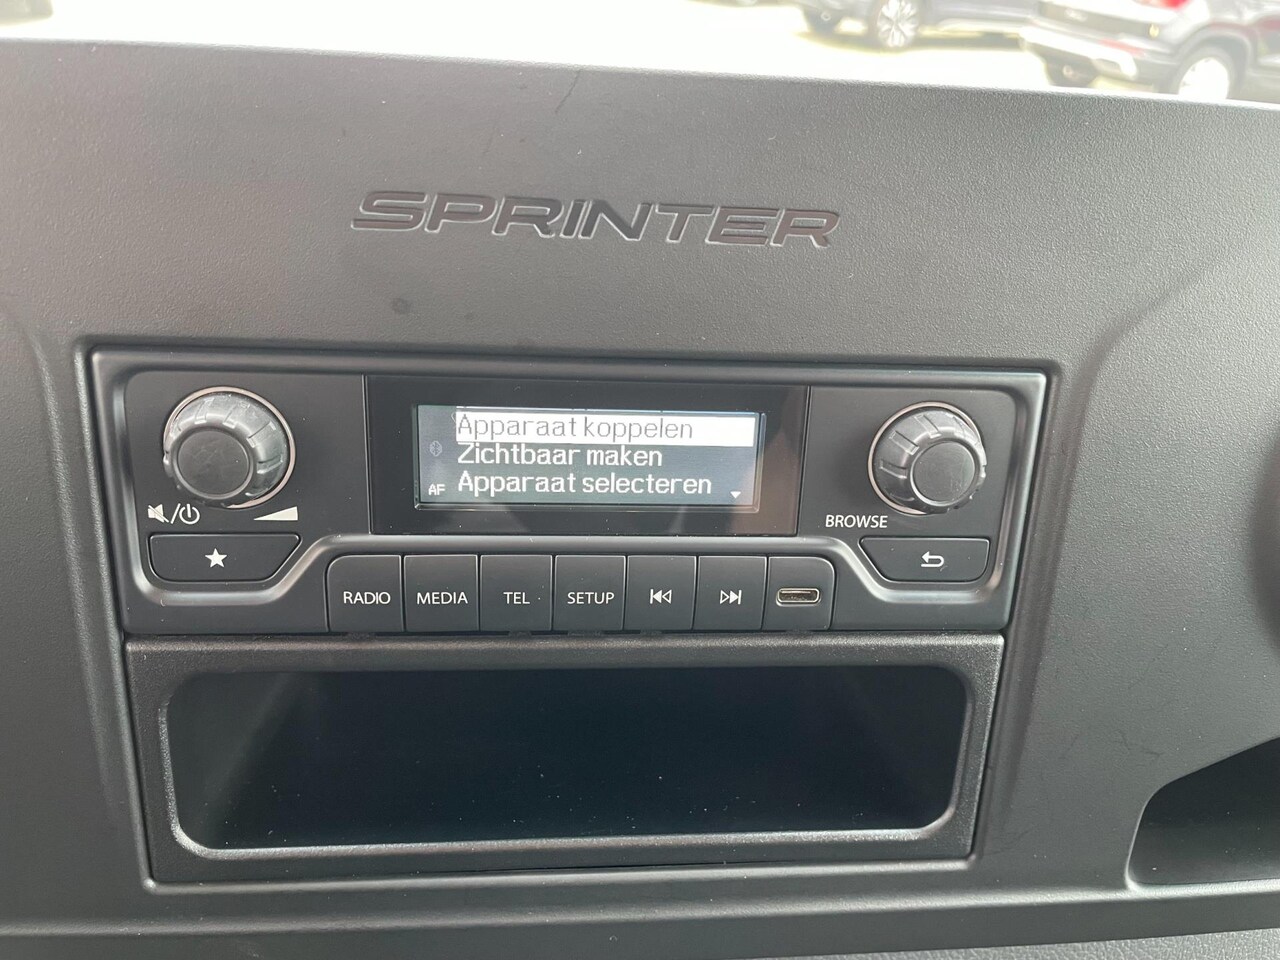 SPRINTER
Apparaat koppelen
Zichtbaar maken
AF Apparaat selecteren
BROWSE
RADIO MEDIA TEL SETUP